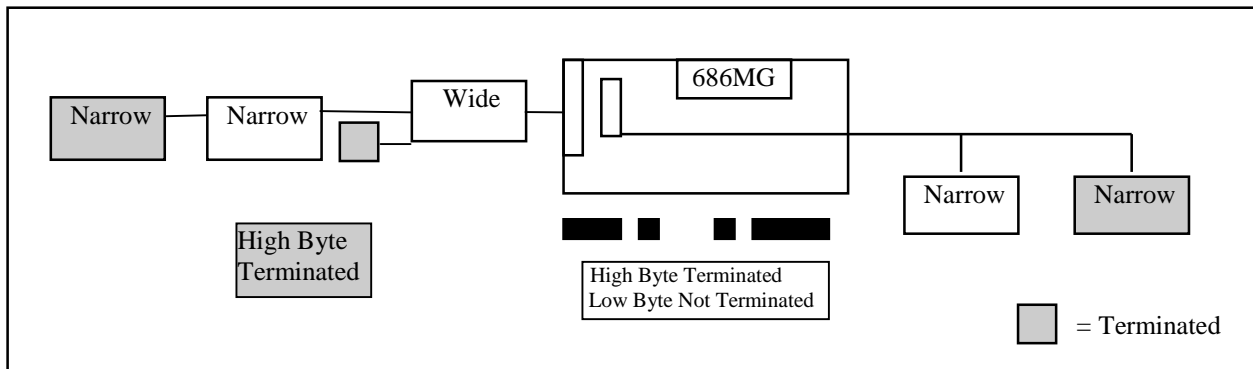 686MG
Wide
Narrow
Narrow
Narrow
Narrow
High Byte
Terminated
High Byte Terminated
Low Byte Not Terminated
= Terminated